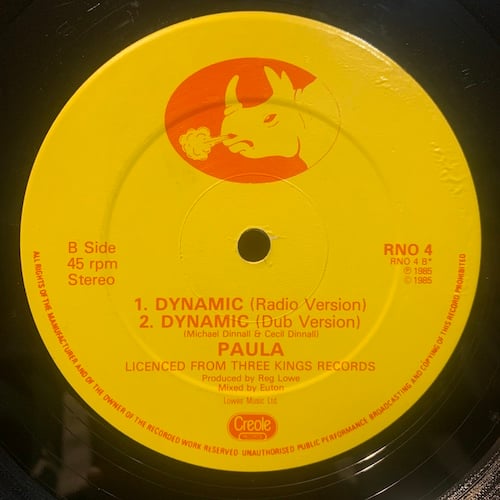 B Side
45 rpm
Stereo
RNO 4
RNO 4 B*
℗ 1985
© 1985
1. DYNAMIC (Radio Version)
2. DYNAMIC (Dub Version)
(Michael Dinnall & Cecil Dinnall)
PAULA
LICENCED FROM THREE KINGS RECORDS
Produced by Reg Lowe
Mixed by Euton
Lowee Music Ltd.
Creole
RECORDS
ALL RIGHTS OF THE MANUFACTURER AND OF THE OWNER OF THE RECORDED WORK RESERVED UNAUTHORISED PUBLIC PERFORMANCE BROADCASTING AND COPYING OF THIS RECORD PROHIBITED